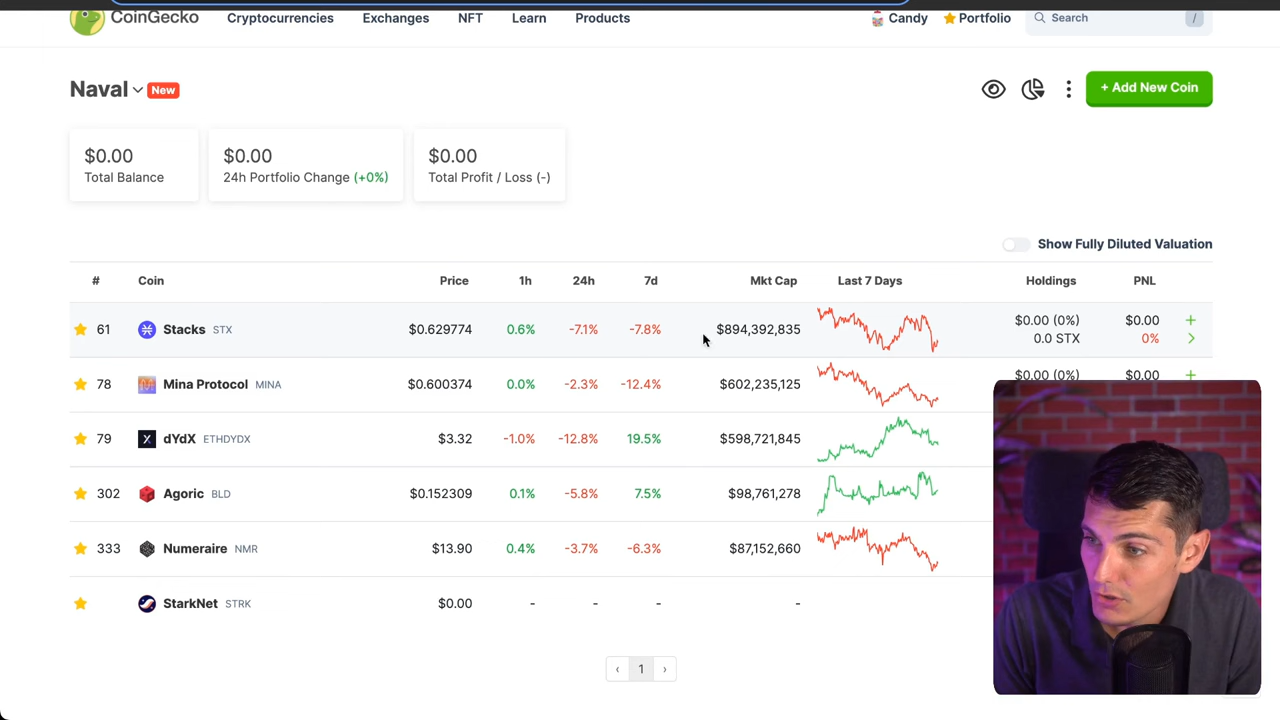 CoinGecko Cryptocurrencies Exchanges NFT Learn Products Candy Portfolio Search /
Naval New + Add New Coin
$0.00 $0.00 $0.00
Total Balance 24h Portfolio Change (+0%) Total Profit / Loss (-)
Show Fully Diluted Valuation
# Coin Price 1h 24h 7d Mkt Cap Last 7 Days Holdings PNL
61 Stacks STX $0.629774 0.6% -7.1% -7.8% $894,392,835 $0.00 (0%) $0.00 +
0.0 STX 0%
78 Mina Protocol MINA $0.600374 0.0% -2.3% -12.4% $602,235,125 $0.00 (0%) $0.00 +
79 dYdX ETHDYDX $3.32 -1.0% -12.8% 19.5% $598,721,845
302 Agoric BLD $0.152309 0.1% -5.8% 7.5% $98,761,278
333 Numeraire NMR $13.90 0.4% -3.7% -6.3% $87,152,660
StarkNet STRK $0.00 - - - -
‹ 1 ›